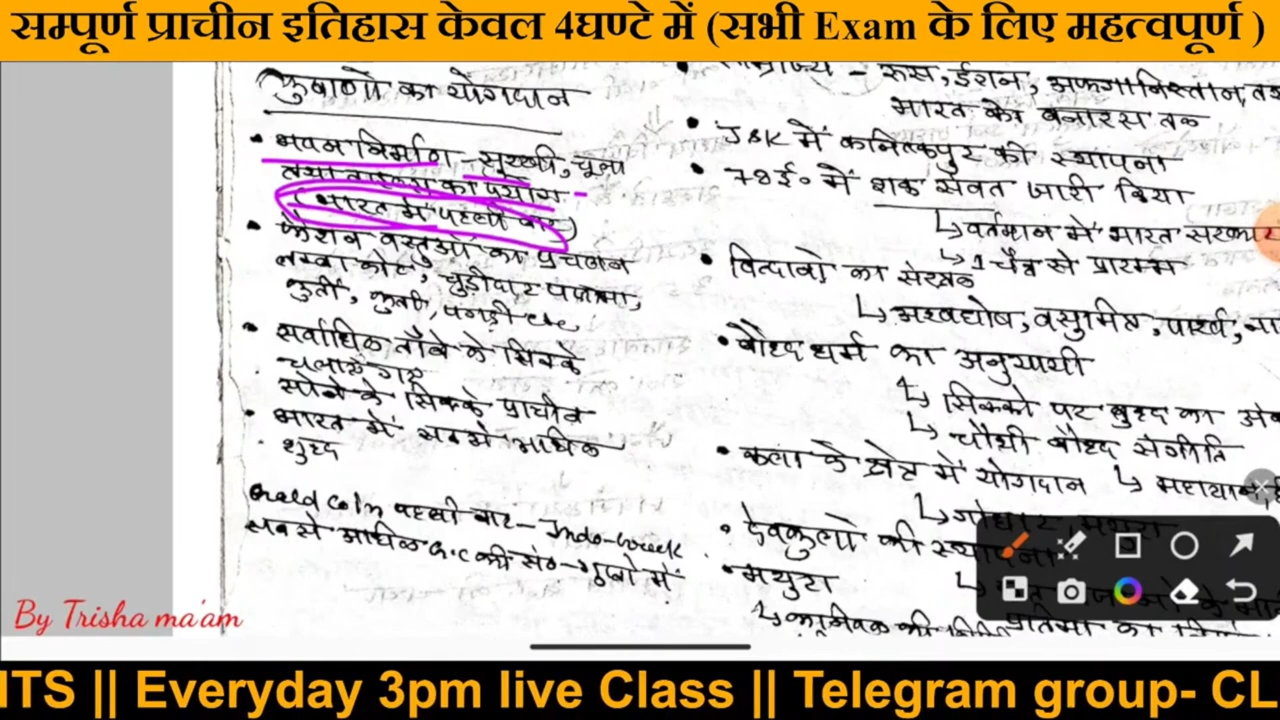 सम्पूर्ण प्राचीन इतिहास केवल 4घण्टे में (सभी Exam के लिए महत्वपूर्ण )
कुषाणो का योगदान
• भवन निर्माण - सुरखी, चूना
तथा का प्रयोग -
(भारत में पहली बार)
• फैशन वस्तुओं का प्रचलन
लम्बा कोट, चुड़ीदार पजामा,
कुर्ता, पगड़ी etc
• सर्वाधिक ताँबे के सिक्के
चलाए गए
सोने के सिक्के प्राचीन
• भारत में सबसे अधिक
शुद्ध
Gold Coin पहली बार - Indo-Greek
सबसे अधिक G.C की सं० - गुप्तो में
• साम्राज्य - रूस, ईरान, अफगानिस्तान,
भारत के बनारस तक
• J&K में कनिष्कपुर की स्थापना
• 78ई० में शक संवत जारी किया
वर्तमान में भारत सरकार
1 चैत्र से प्रारम्भ
• विद्वानो का संरक्षक
अश्वघोष, वसुमित्र, पार्श्व,
• बौद्ध धर्म का अनुयायी
सिक्को पर बुद्ध का
चौथी बौद्ध संगीति
महायान
• कला के क्षेत्र में योगदान
गांधार, मथुरा
• देवकुलो की स्थापना
• मथुरा
By Trisha ma'am
ITS || Everyday 3pm live Class || Telegram group- CL